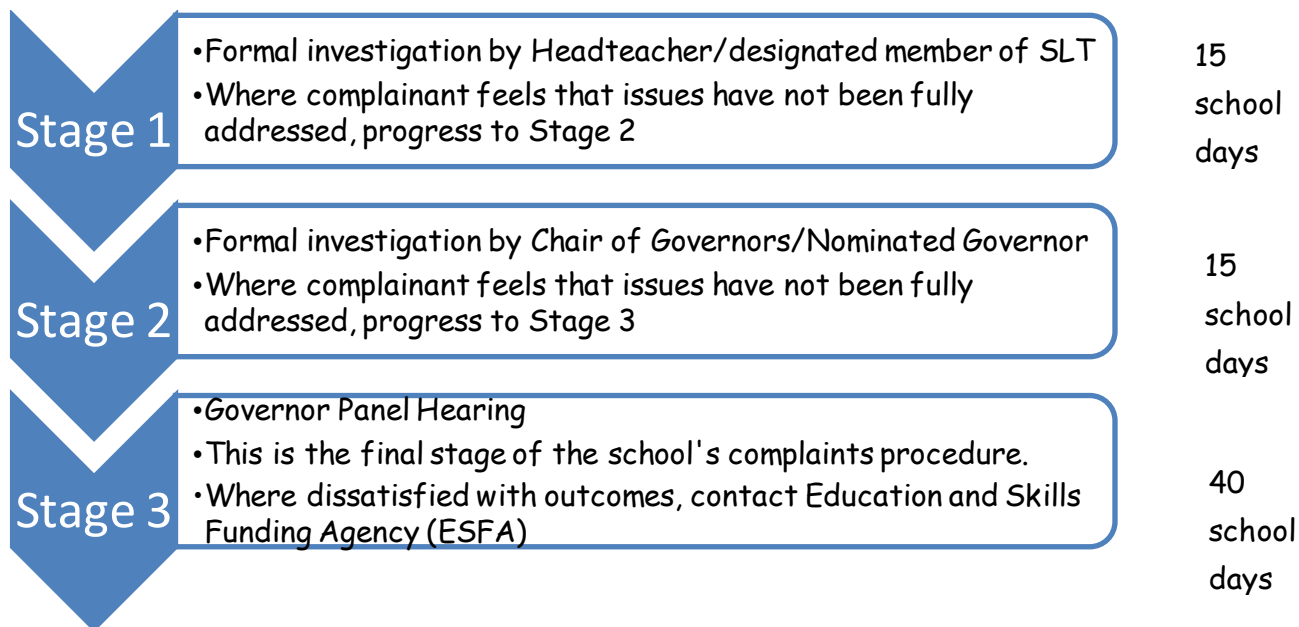 Stage 1
•Formal investigation by Headteacher/designated member of SLT
•Where complainant feels that issues have not been fully
addressed, progress to Stage 2
15
school
days
Stage 2
•Formal investigation by Chair of Governors/Nominated Governor
•Where complainant feels that issues have not been fully
addressed, progress to Stage 3
15
school
days
Stage 3
•Governor Panel Hearing
•This is the final stage of the school's complaints procedure.
•Where dissatisfied with outcomes, contact Education and Skills
Funding Agency (ESFA)
40
school
days